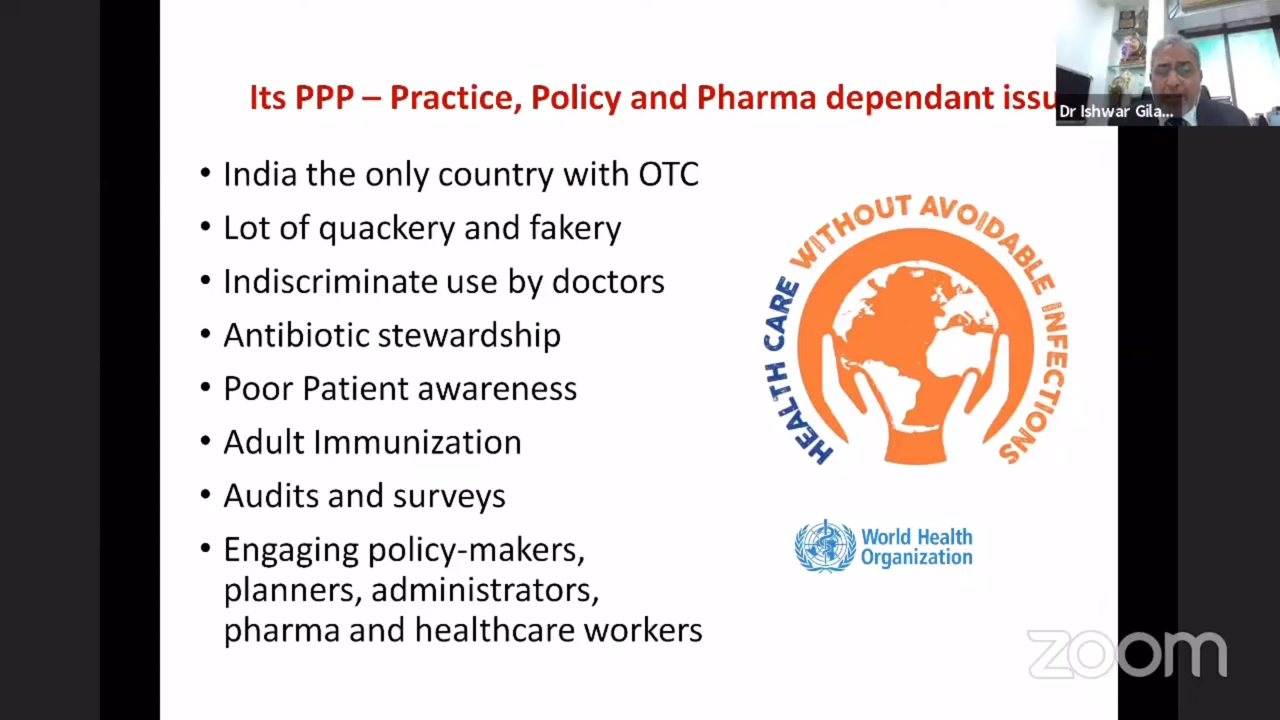 Its PPP – Practice, Policy and Pharma dependant issu
Dr Ishwar Gila...
• India the only country with OTC
• Lot of quackery and fakery
• Indiscriminate use by doctors
• Antibiotic stewardship
• Poor Patient awareness
• Adult Immunization
• Audits and surveys
• Engaging policy-makers,
planners, administrators,
pharma and healthcare workers
HEALTH CARE WITHOUT AVOIDABLE INFECTIONS
World Health
Organization
zoom